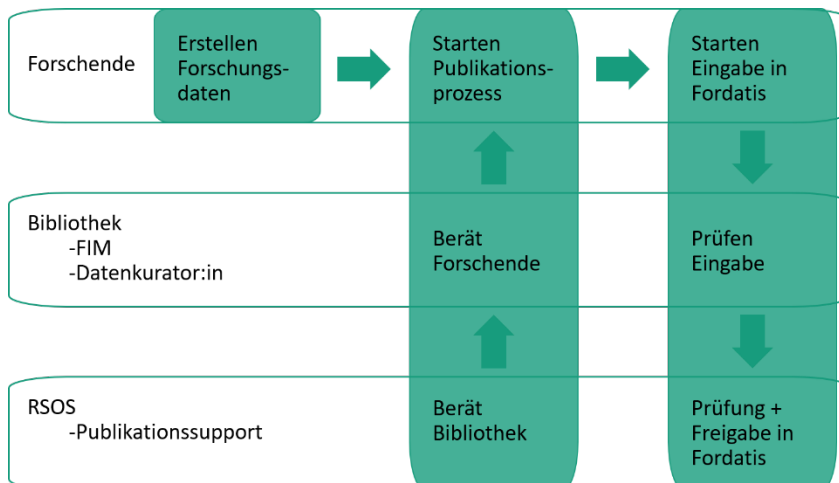 Forschende
Erstellen
Forschungs-
daten
Starten
Publikations-
prozess
Starten
Eingabe in
Fordatis
Bibliothek
-FIM
-Datenkurator:in
Berät
Forschende
Prüfen
Eingabe
RSOS
-Publikationssupport
Berät
Bibliothek
Prüfung +
Freigabe in
Fordatis